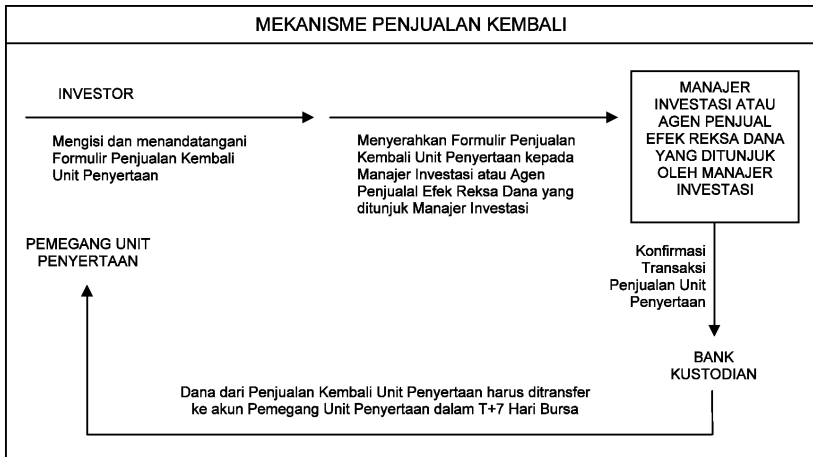 MEKANISME PENJUALAN KEMBALI
INVESTOR
Mengisi dan menandatangani
Formulir Penjualan Kembali
Unit Penyertaan
Menyerahkan Formulir Penjualan
Kembali Unit Penyertaan kepada
Manajer Investasi atau Agen
Penjualal Efek Reksa Dana yang
ditunjuk Manajer Investasi
MANAJER
INVESTASI ATAU
AGEN PENJUAL
EFEK REKSA DANA
YANG DITUNJUK
OLEH MANAJER
INVESTASI
Konfirmasi
Transaksi
Penjualan Unit
Penyertaan
BANK
KUSTODIAN
Dana dari Penjualan Kembali Unit Penyertaan harus ditransfer
ke akun Pemegang Unit Penyertaan dalam T+7 Hari Bursa
PEMEGANG UNIT
PENYERTAAN